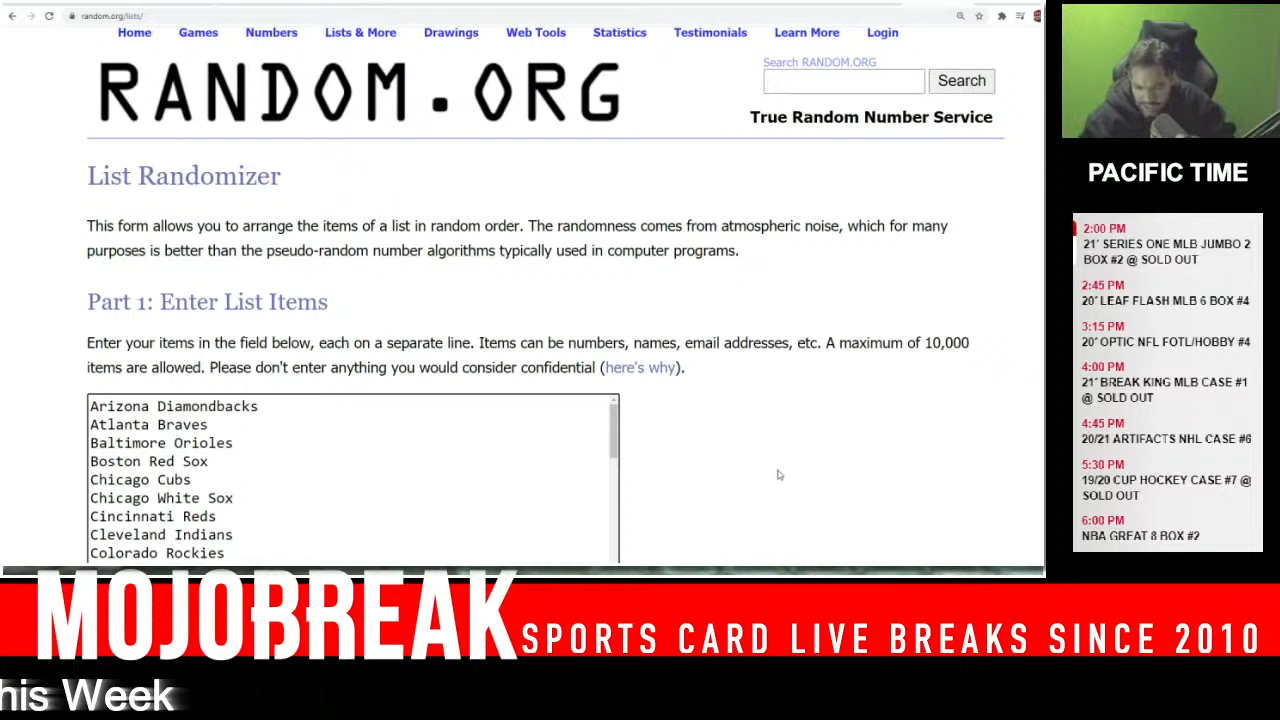 random.org/lists/
Home Games Numbers Lists & More Drawings Web Tools Statistics Testimonials Learn More Login
RANDOM.ORG
Search RANDOM.ORG
Search
True Random Number Service
List Randomizer
This form allows you to arrange the items of a list in random order. The randomness comes from atmospheric noise, which for many
purposes is better than the pseudo-random number algorithms typically used in computer programs.
Part 1: Enter List Items
Enter your items in the field below, each on a separate line. Items can be numbers, names, email addresses, etc. A maximum of 10,000
items are allowed. Please don't enter anything you would consider confidential (here's why).
Arizona Diamondbacks
Atlanta Braves
Baltimore Orioles
Boston Red Sox
Chicago Cubs
Chicago White Sox
Cincinnati Reds
Cleveland Indians
Colorado Rockies
PACIFIC TIME
2:00 PM
21' SERIES ONE MLB JUMBO 2
BOX #2 @ SOLD OUT
2:45 PM
20' LEAF FLASH MLB 6 BOX #4
3:15 PM
20' OPTIC NFL FOTL/HOBBY #4
4:00 PM
21' BREAK KING MLB CASE #1
@ SOLD OUT
4:45 PM
20/21 ARTIFACTS NHL CASE #6
5:30 PM
19/20 CUP HOCKEY CASE #7 @
SOLD OUT
6:00 PM
NBA GREAT 8 BOX #2
MOJOBREAK
SPORTS CARD LIVE BREAKS SINCE 2010
his Week